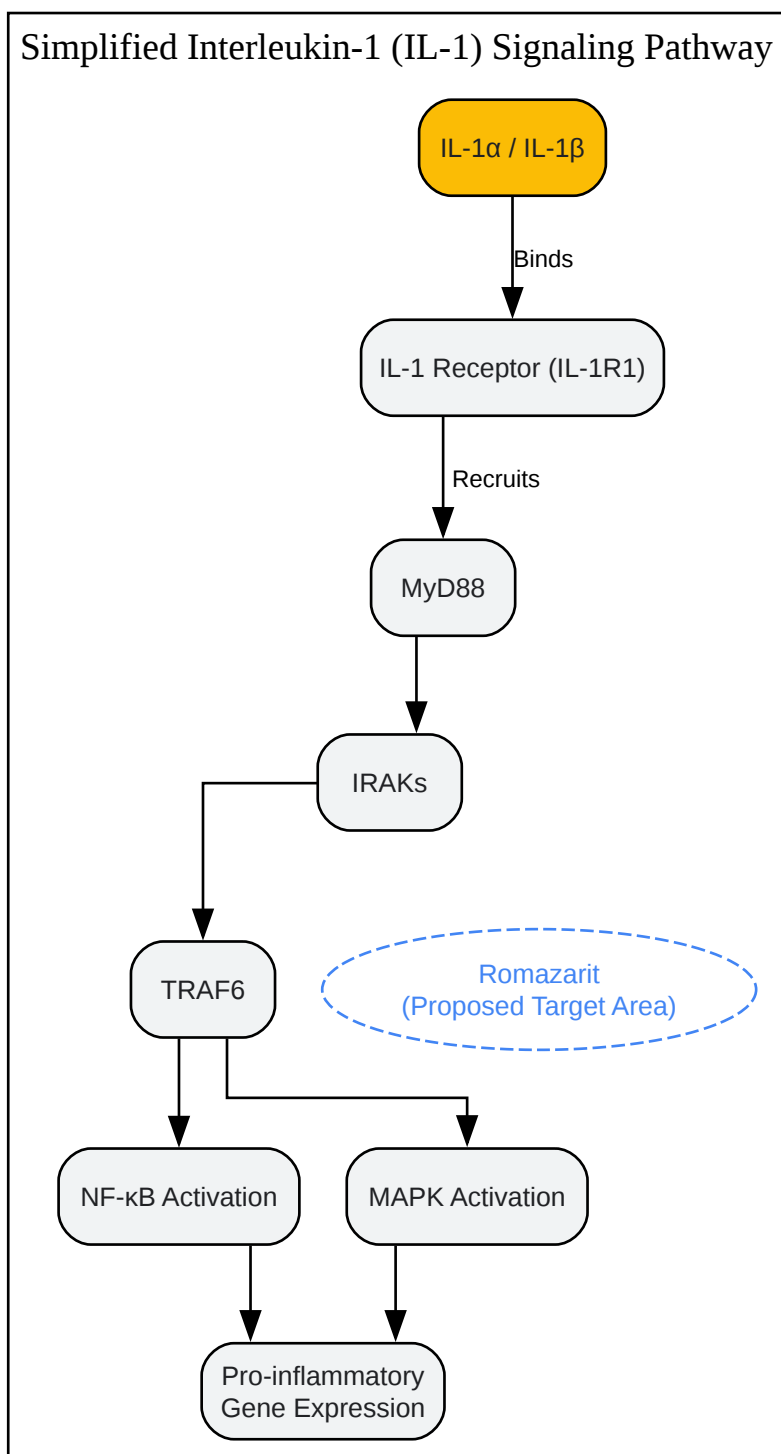 Simplified Interleukin-1 (IL-1) Signaling Pathway
IL-1α / IL-1β
Binds
IL-1 Receptor (IL-1R1)
Recruits
MyD88
IRAKs
TRAF6
Romazarit
(Proposed Target Area)
NF-κB Activation
MAPK Activation
Pro-inflammatory
Gene Expression